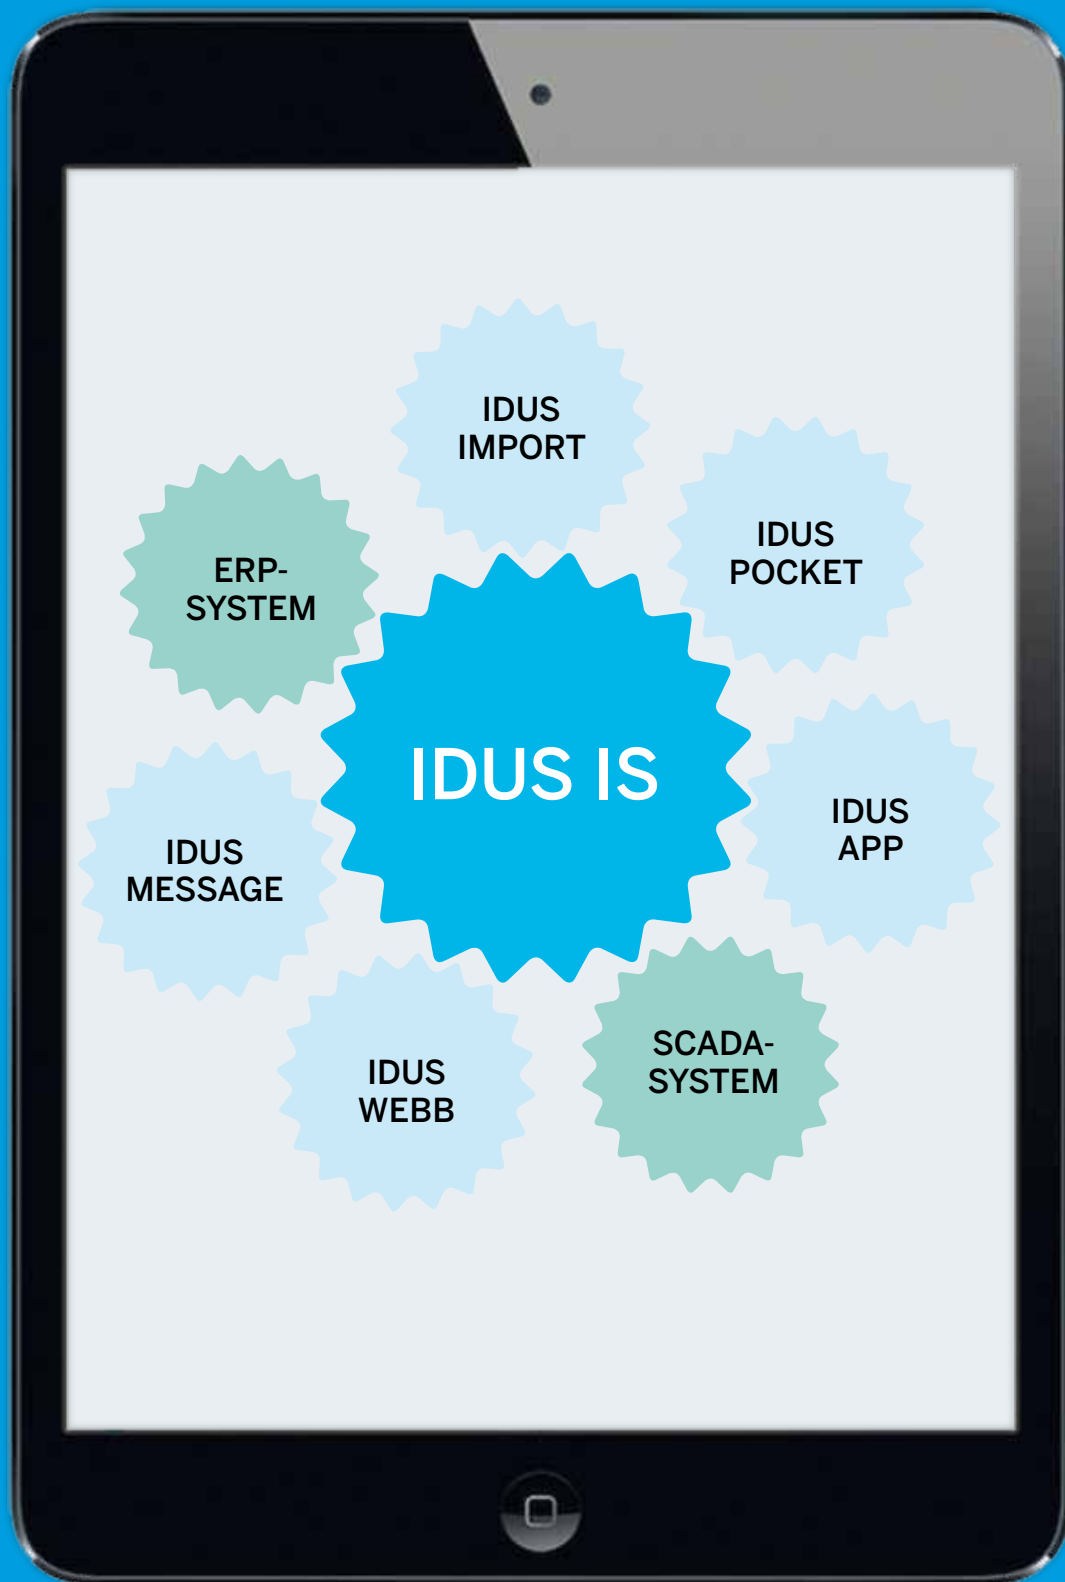 IDUS
IMPORT
IDUS
POCKET
ERP-
SYSTEM
IDUS IS
IDUS
APP
IDUS
MESSAGE
SCADA-
SYSTEM
IDUS
WEBB